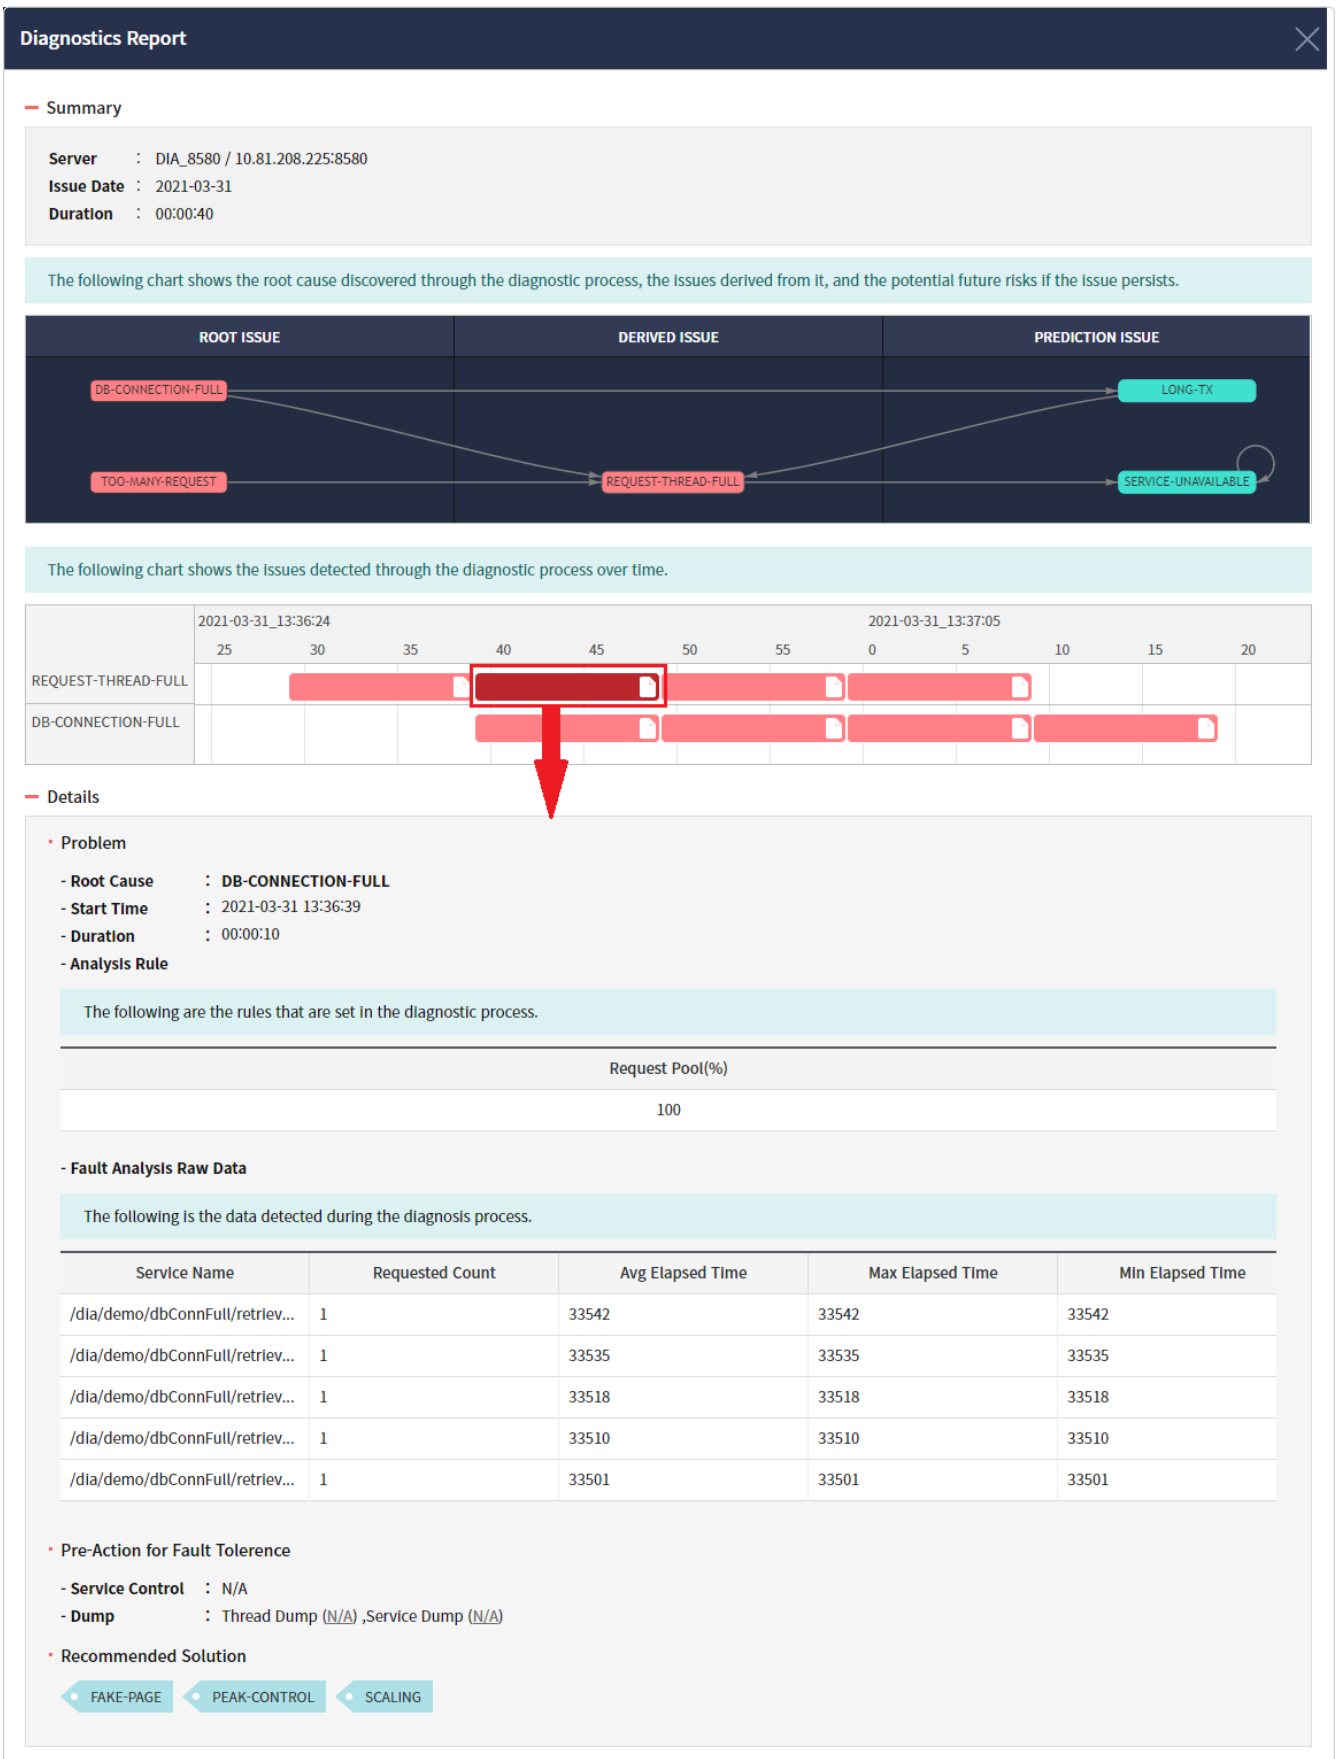 Diagnostics Report
Summary
Server : DIA_8580 / 10.81.208.225:8580
Issue Date : 2021-03-31
Duration : 00:00:40
The following chart shows the root cause discovered through the diagnostic process, the issues derived from it, and the potential future risks if the issue persists.
ROOT ISSUE DERIVED ISSUE PREDICTION ISSUE
DB-CONNECTION-FULL LONG-TX
TOO-MANY-REQUEST REQUEST-THREAD-FULL SERVICE-UNAVAILABLE
The following chart shows the issues detected through the diagnostic process over time.
2021-03-31_13:36:24 2021-03-31_13:37:05
25 30 35 40 45 50 55 0 5 10 15 20
REQUEST-THREAD-FULL
DB-CONNECTION-FULL
Details
Problem
- Root Cause : DB-CONNECTION-FULL
- Start Time : 2021-03-31 13:36:39
- Duration : 00:00:10
- Analysis Rule
The following are the rules that are set in the diagnostic process.
Request Pool(%)
100
- Fault Analysis Raw Data
The following is the data detected during the diagnosis process.
Service Name Requested Count Avg Elapsed Time Max Elapsed Time Min Elapsed Time
/dia/demo/dbConnFull/retriev... 1 33542 33542 33542
/dia/demo/dbConnFull/retriev... 1 33535 33535 33535
/dia/demo/dbConnFull/retriev... 1 33518 33518 33518
/dia/demo/dbConnFull/retriev... 1 33510 33510 33510
/dia/demo/dbConnFull/retriev... 1 33501 33501 33501
Pre-Action for Fault Tolerence
- Service Control : N/A
- Dump : Thread Dump (N/A) ,Service Dump (N/A)
Recommended Solution
FAKE-PAGE PEAK-CONTROL SCALING